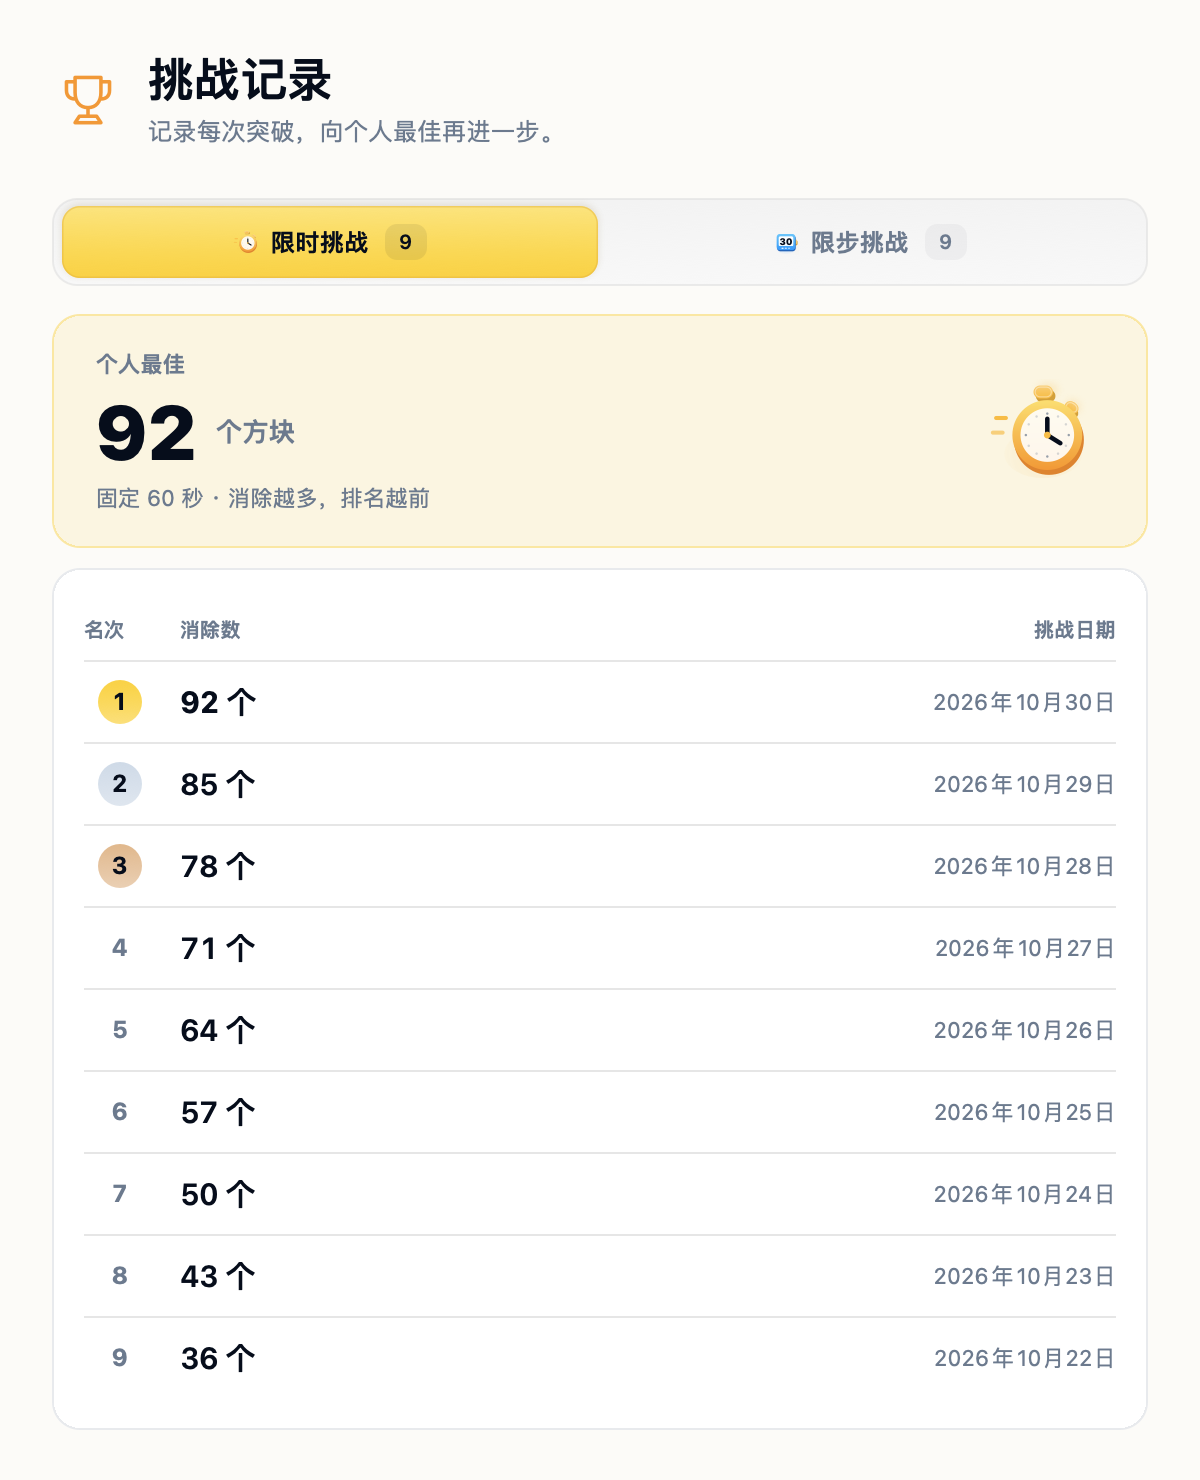 挑战记录
记录每次突破，向个人最佳再进一步。
限时挑战 9
30 限步挑战 9
个人最佳
92 个方块
固定 60 秒 · 消除越多，排名越前
名次 消除数 挑战日期
1 92 个 2026年10月30日
2 85 个 2026年10月29日
3 78 个 2026年10月28日
4 71 个 2026年10月27日
5 64 个 2026年10月26日
6 57 个 2026年10月25日
7 50 个 2026年10月24日
8 43 个 2026年10月23日
9 36 个 2026年10月22日